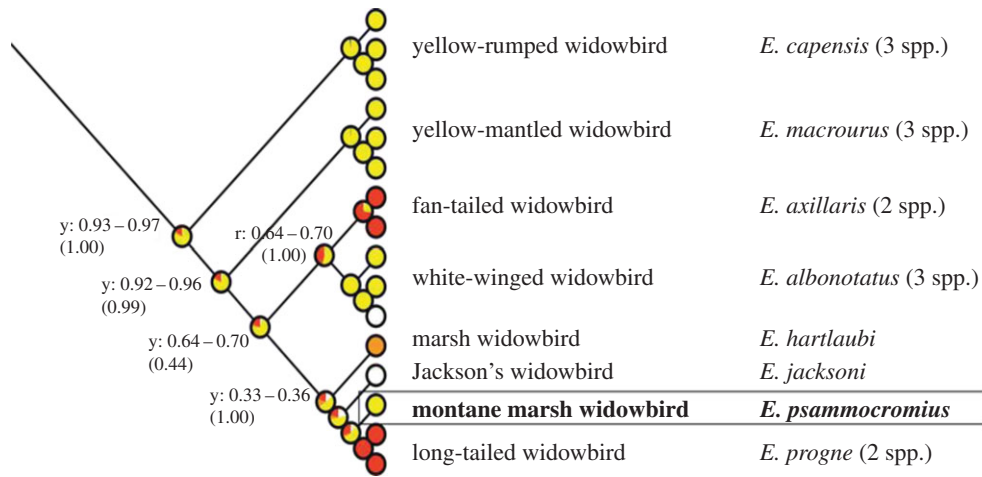 yellow-rumped widowbird E. capensis (3 spp.)
yellow-mantled widowbird E. macrourus (3 spp.)
fan-tailed widowbird E. axillaris (2 spp.)
y: 0.93 – 0.97
(1.00)
r: 0.64 – 0.70
(1.00)
white-winged widowbird E. albonotatus (3 spp.)
y: 0.92 – 0.96
(0.99)
marsh widowbird E. hartlaubi
y: 0.64 – 0.70
(0.44)
Jackson's widowbird E. jacksoni
y: 0.33 – 0.36
(1.00)
montane marsh widowbird E. psammocromius
long-tailed widowbird E. progne (2 spp.)